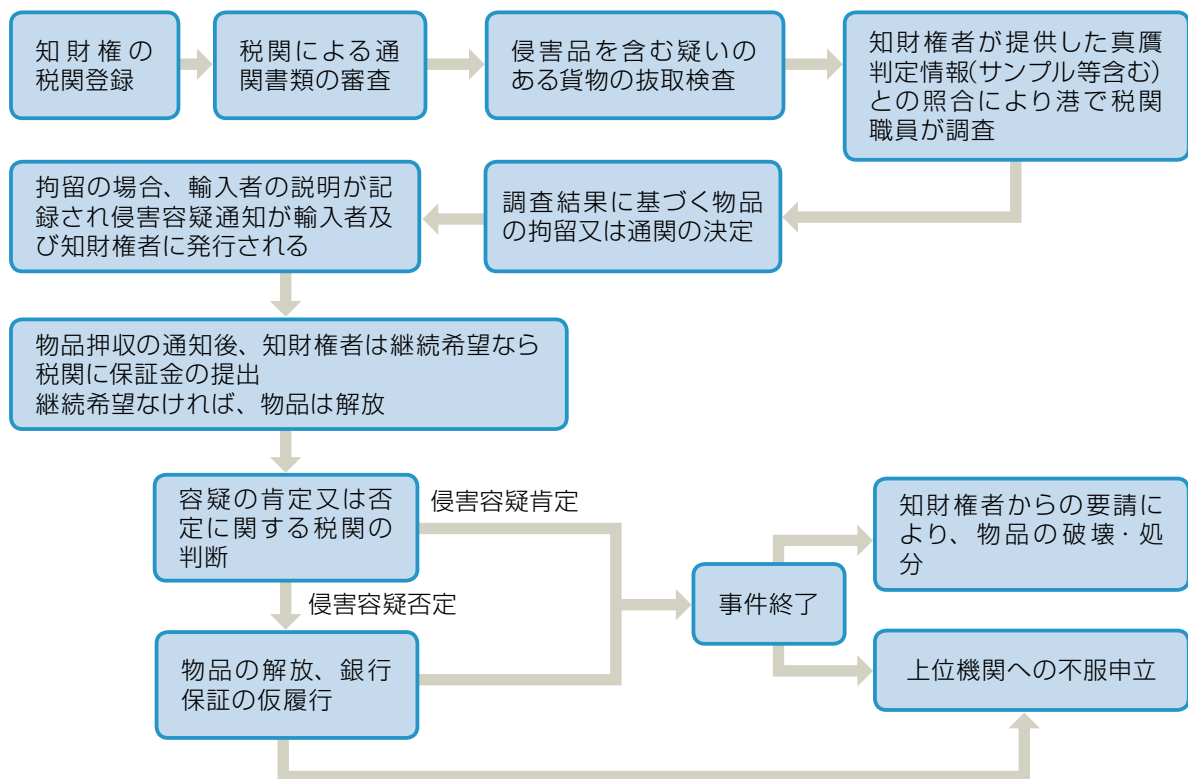 知財権の
税関登録
税関による通
関書類の審査
侵害品を含む疑いの
ある貨物の抜取検査
知財権者が提供した真贋
判定情報(サンプル等含む)
との照合により港で税関
職員が調査
拘留の場合、輸入者の説明が記
録され侵害容疑通知が輸入者及
び知財権者に発行される
調査結果に基づく物品
の拘留又は通関の決定
物品押収の通知後、知財権者は継続希望なら
税関に保証金の提出
継続希望なければ、物品は解放
容疑の肯定又は否
定に関する税関の
判断
侵害容疑肯定
侵害容疑否定
物品の解放、銀行
保証の仮履行
事件終了
知財権者からの要請に
より、物品の破壊・処
分
上位機関への不服申立